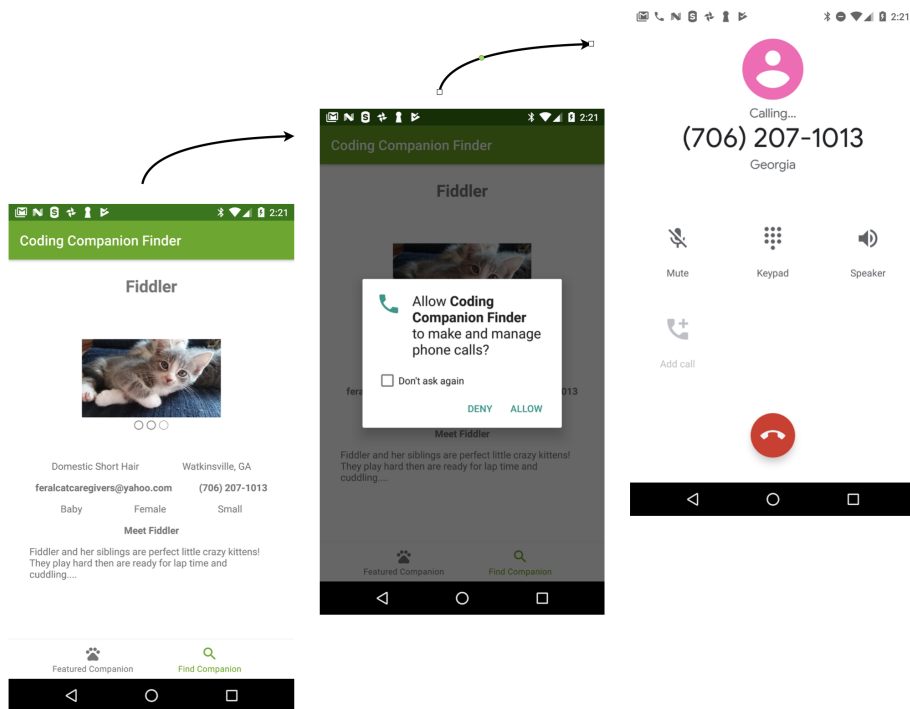 2:21
Coding Companion Finder
Fiddler
Domestic Short Hair
Watkinsville, GA
feralcatcaregivers@yahoo.com
(706) 207-1013
Baby
Female
Small
Meet Fiddler
Fiddler and her siblings are perfect little crazy kittens!
They play hard then are ready for lap time and
cuddling....
Featured Companion
Find Companion
2:21
Coding Companion Finder
Fiddler
Allow Coding
Companion Finder
to make and manage
phone calls?
Don't ask again
DENY
ALLOW
fera
013
Meet Fiddler
Fiddler and her siblings are perfect little crazy kittens!
They play hard then are ready for lap time and
cuddling....
Featured Companion
Find Companion
2:21
Calling...
(706) 207-1013
Georgia
Mute
Keypad
Speaker
Add call